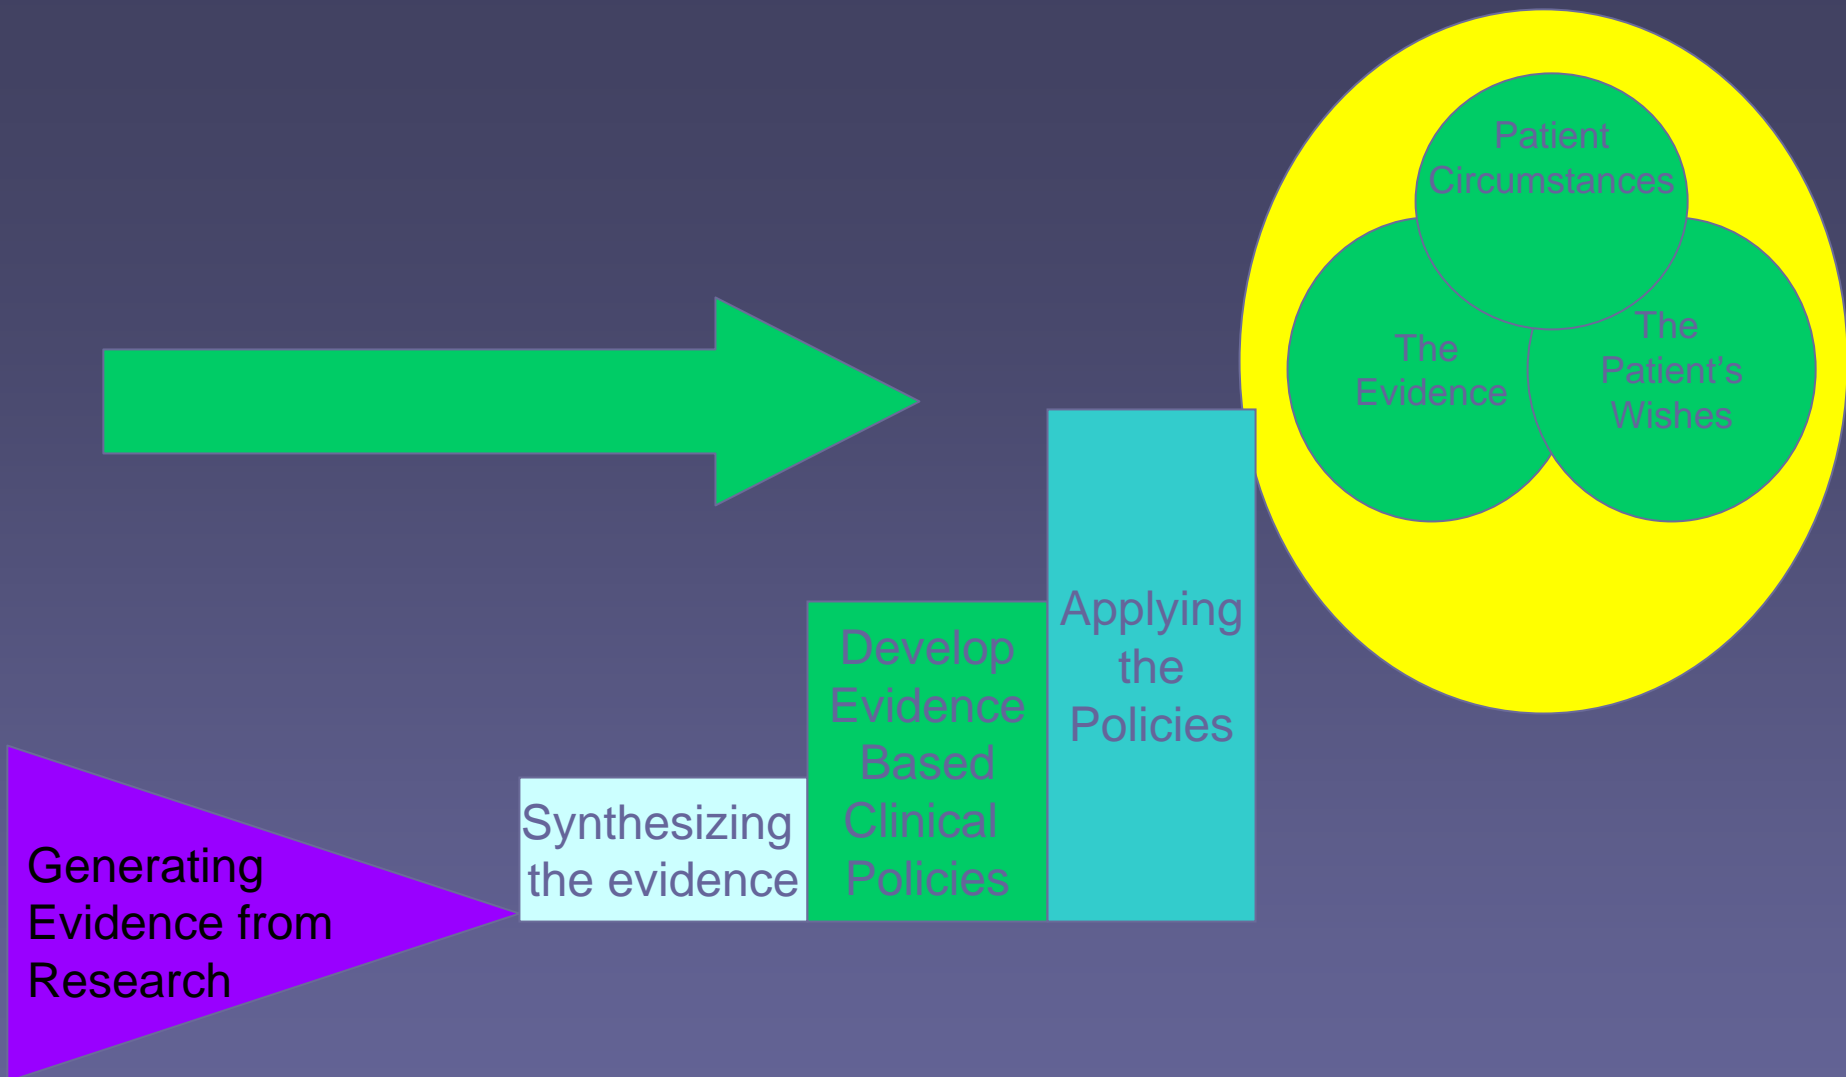 Patient
Circumstances
The
Evidence
The
Patient’s
Wishes
Applying
the
Policies
Develop
Evidence
Based
Clinical
Policies
Synthesizing
the evidence
Generating
Evidence from
Research